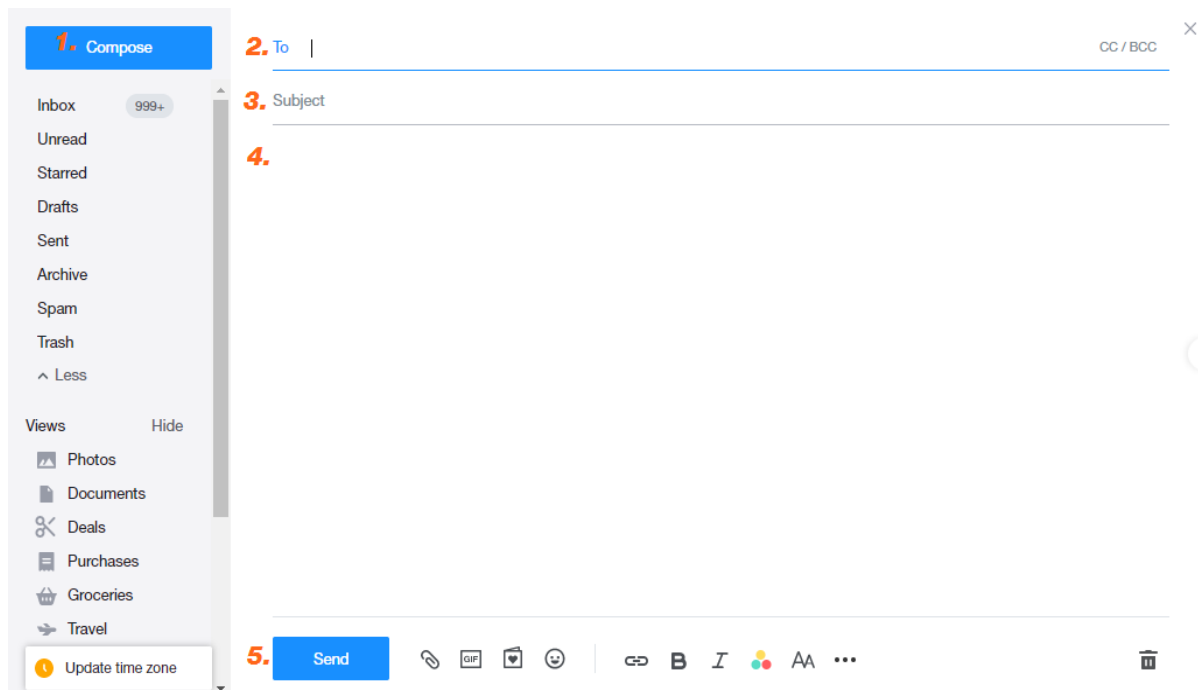 1. Compose
2. To CC / BCC
Inbox 999+
3. Subject
Unread
4.
Starred
Drafts
Sent
Archive
Spam
Trash
Less
Views Hide
Photos
Documents
Deals
Purchases
Groceries
Travel
Update time zone
5. Send GIF B I AA